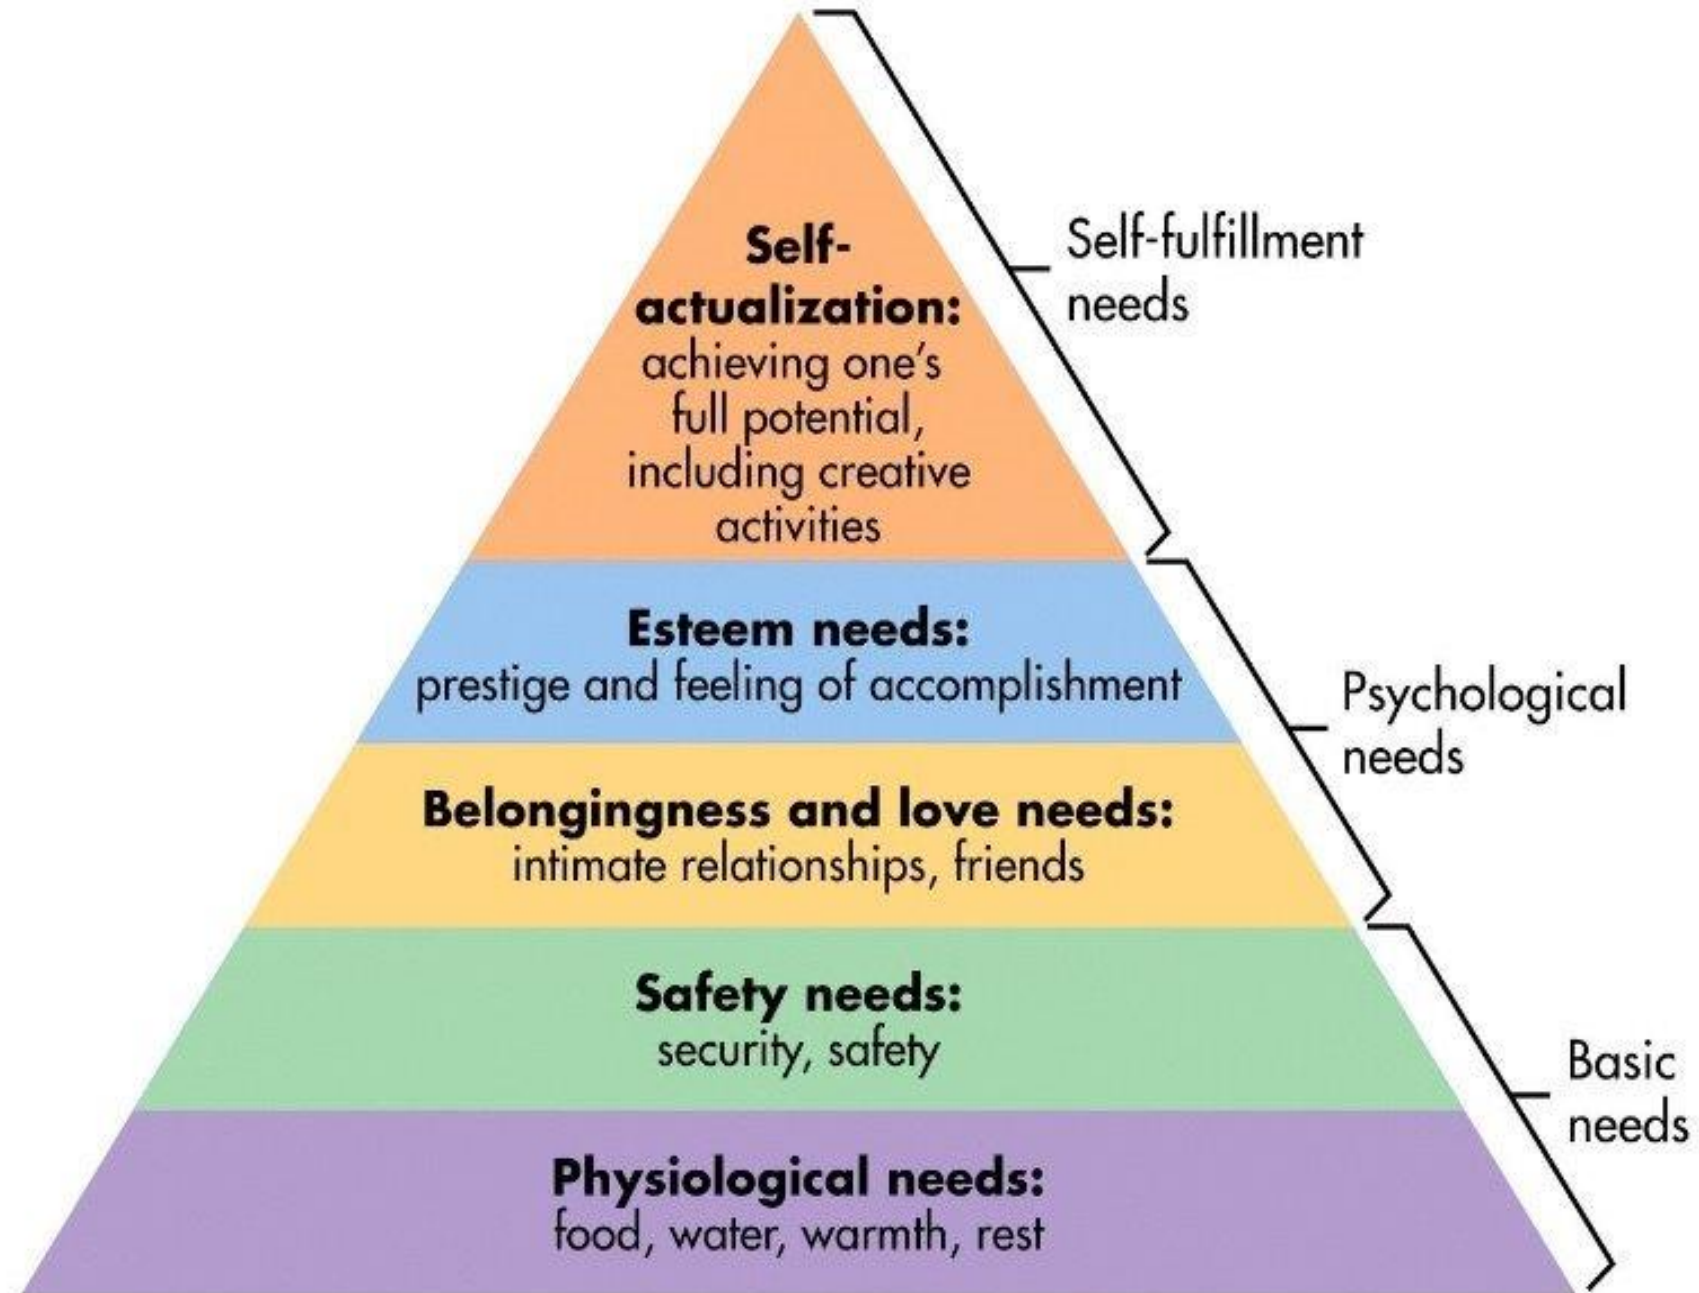 Self-
actualization:
achieving one's
full potential,
including creative
activities
Self-fulfillment
needs
Esteem needs:
prestige and feeling of accomplishment
Belongingness and love needs:
intimate relationships, friends
Psychological
needs
Safety needs:
security, safety
Physiological needs:
food, water, warmth, rest
Basic
needs